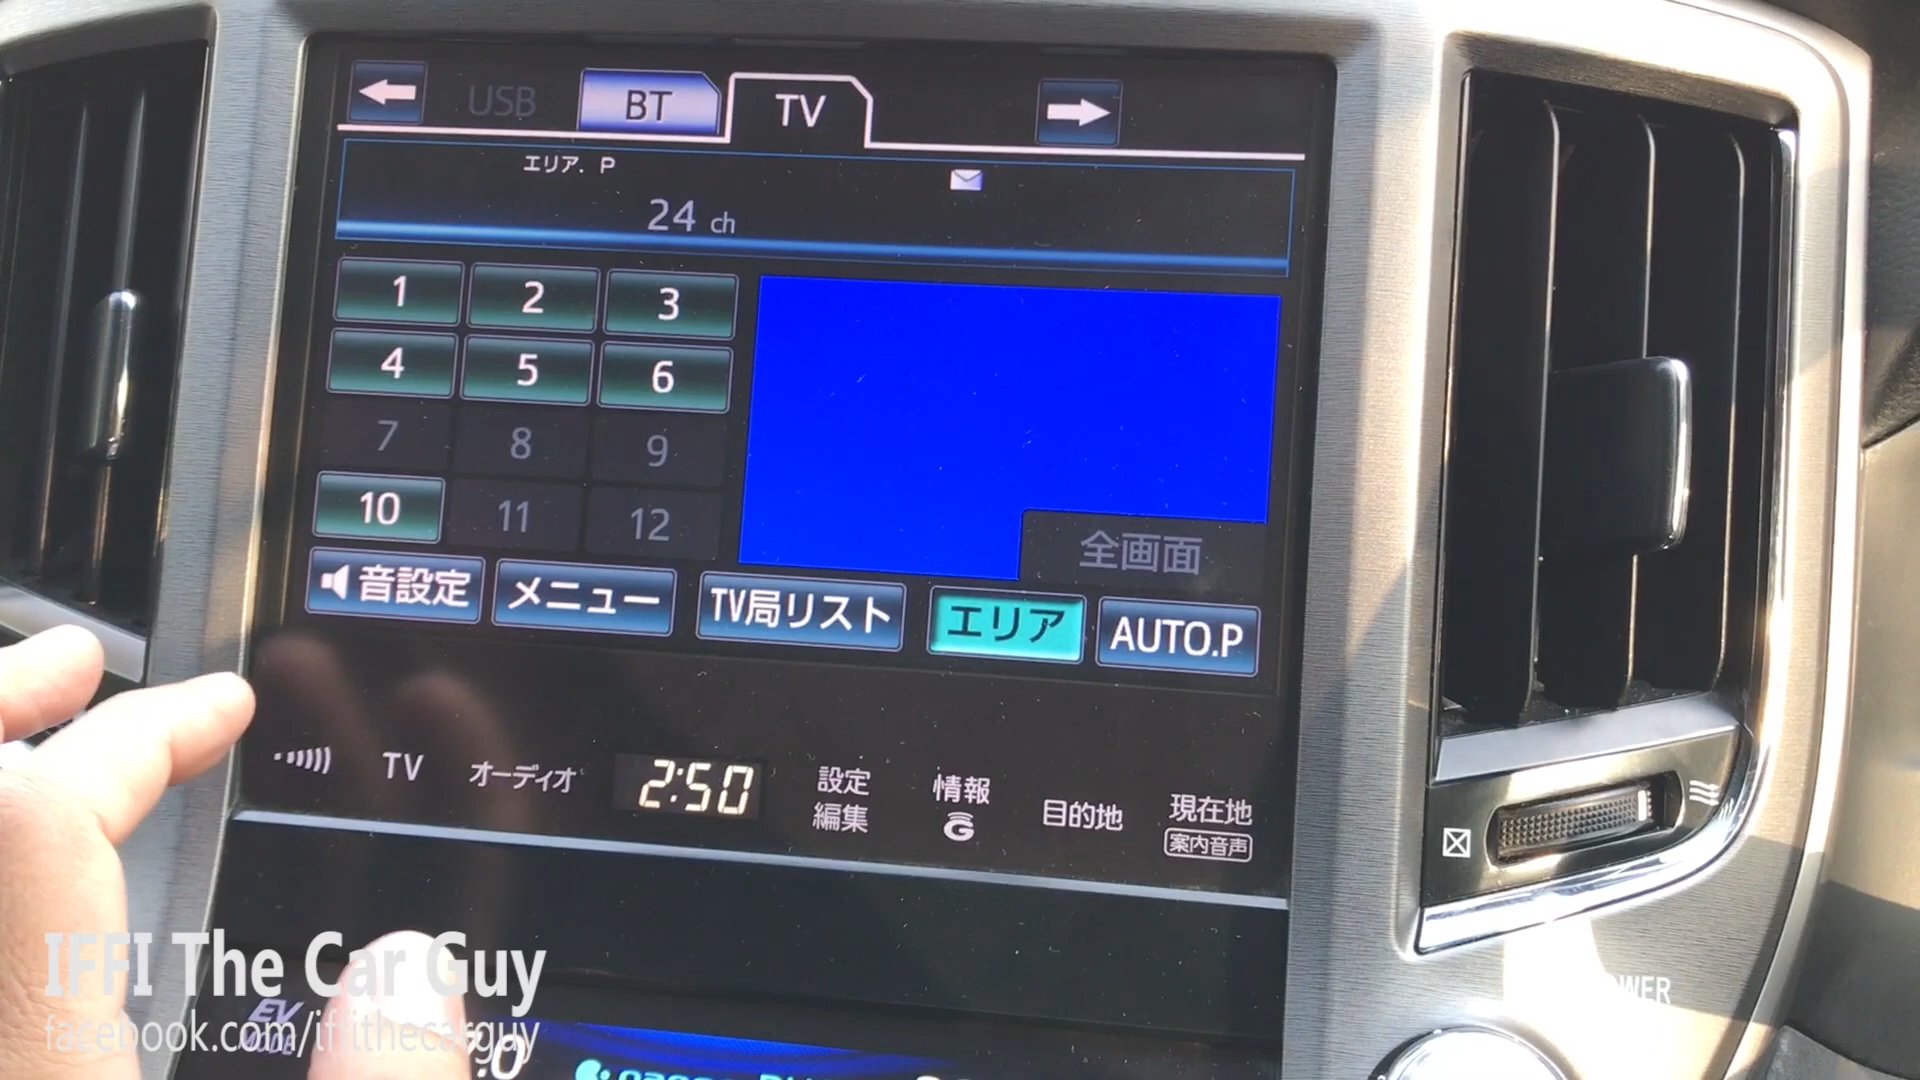 USB BT TV
エリア. P
24 ch
1 2 3
4 5 6
7 8 9
10 11 12
全画面
音設定 メニュー TV局リスト エリア AUTO.P
TV オーディオ 2:50 設定 編集 情報 G 目的地 現在地 案内音声
IFFI The Car Guy
facebook.com/iffithecarguy
EV
MODE